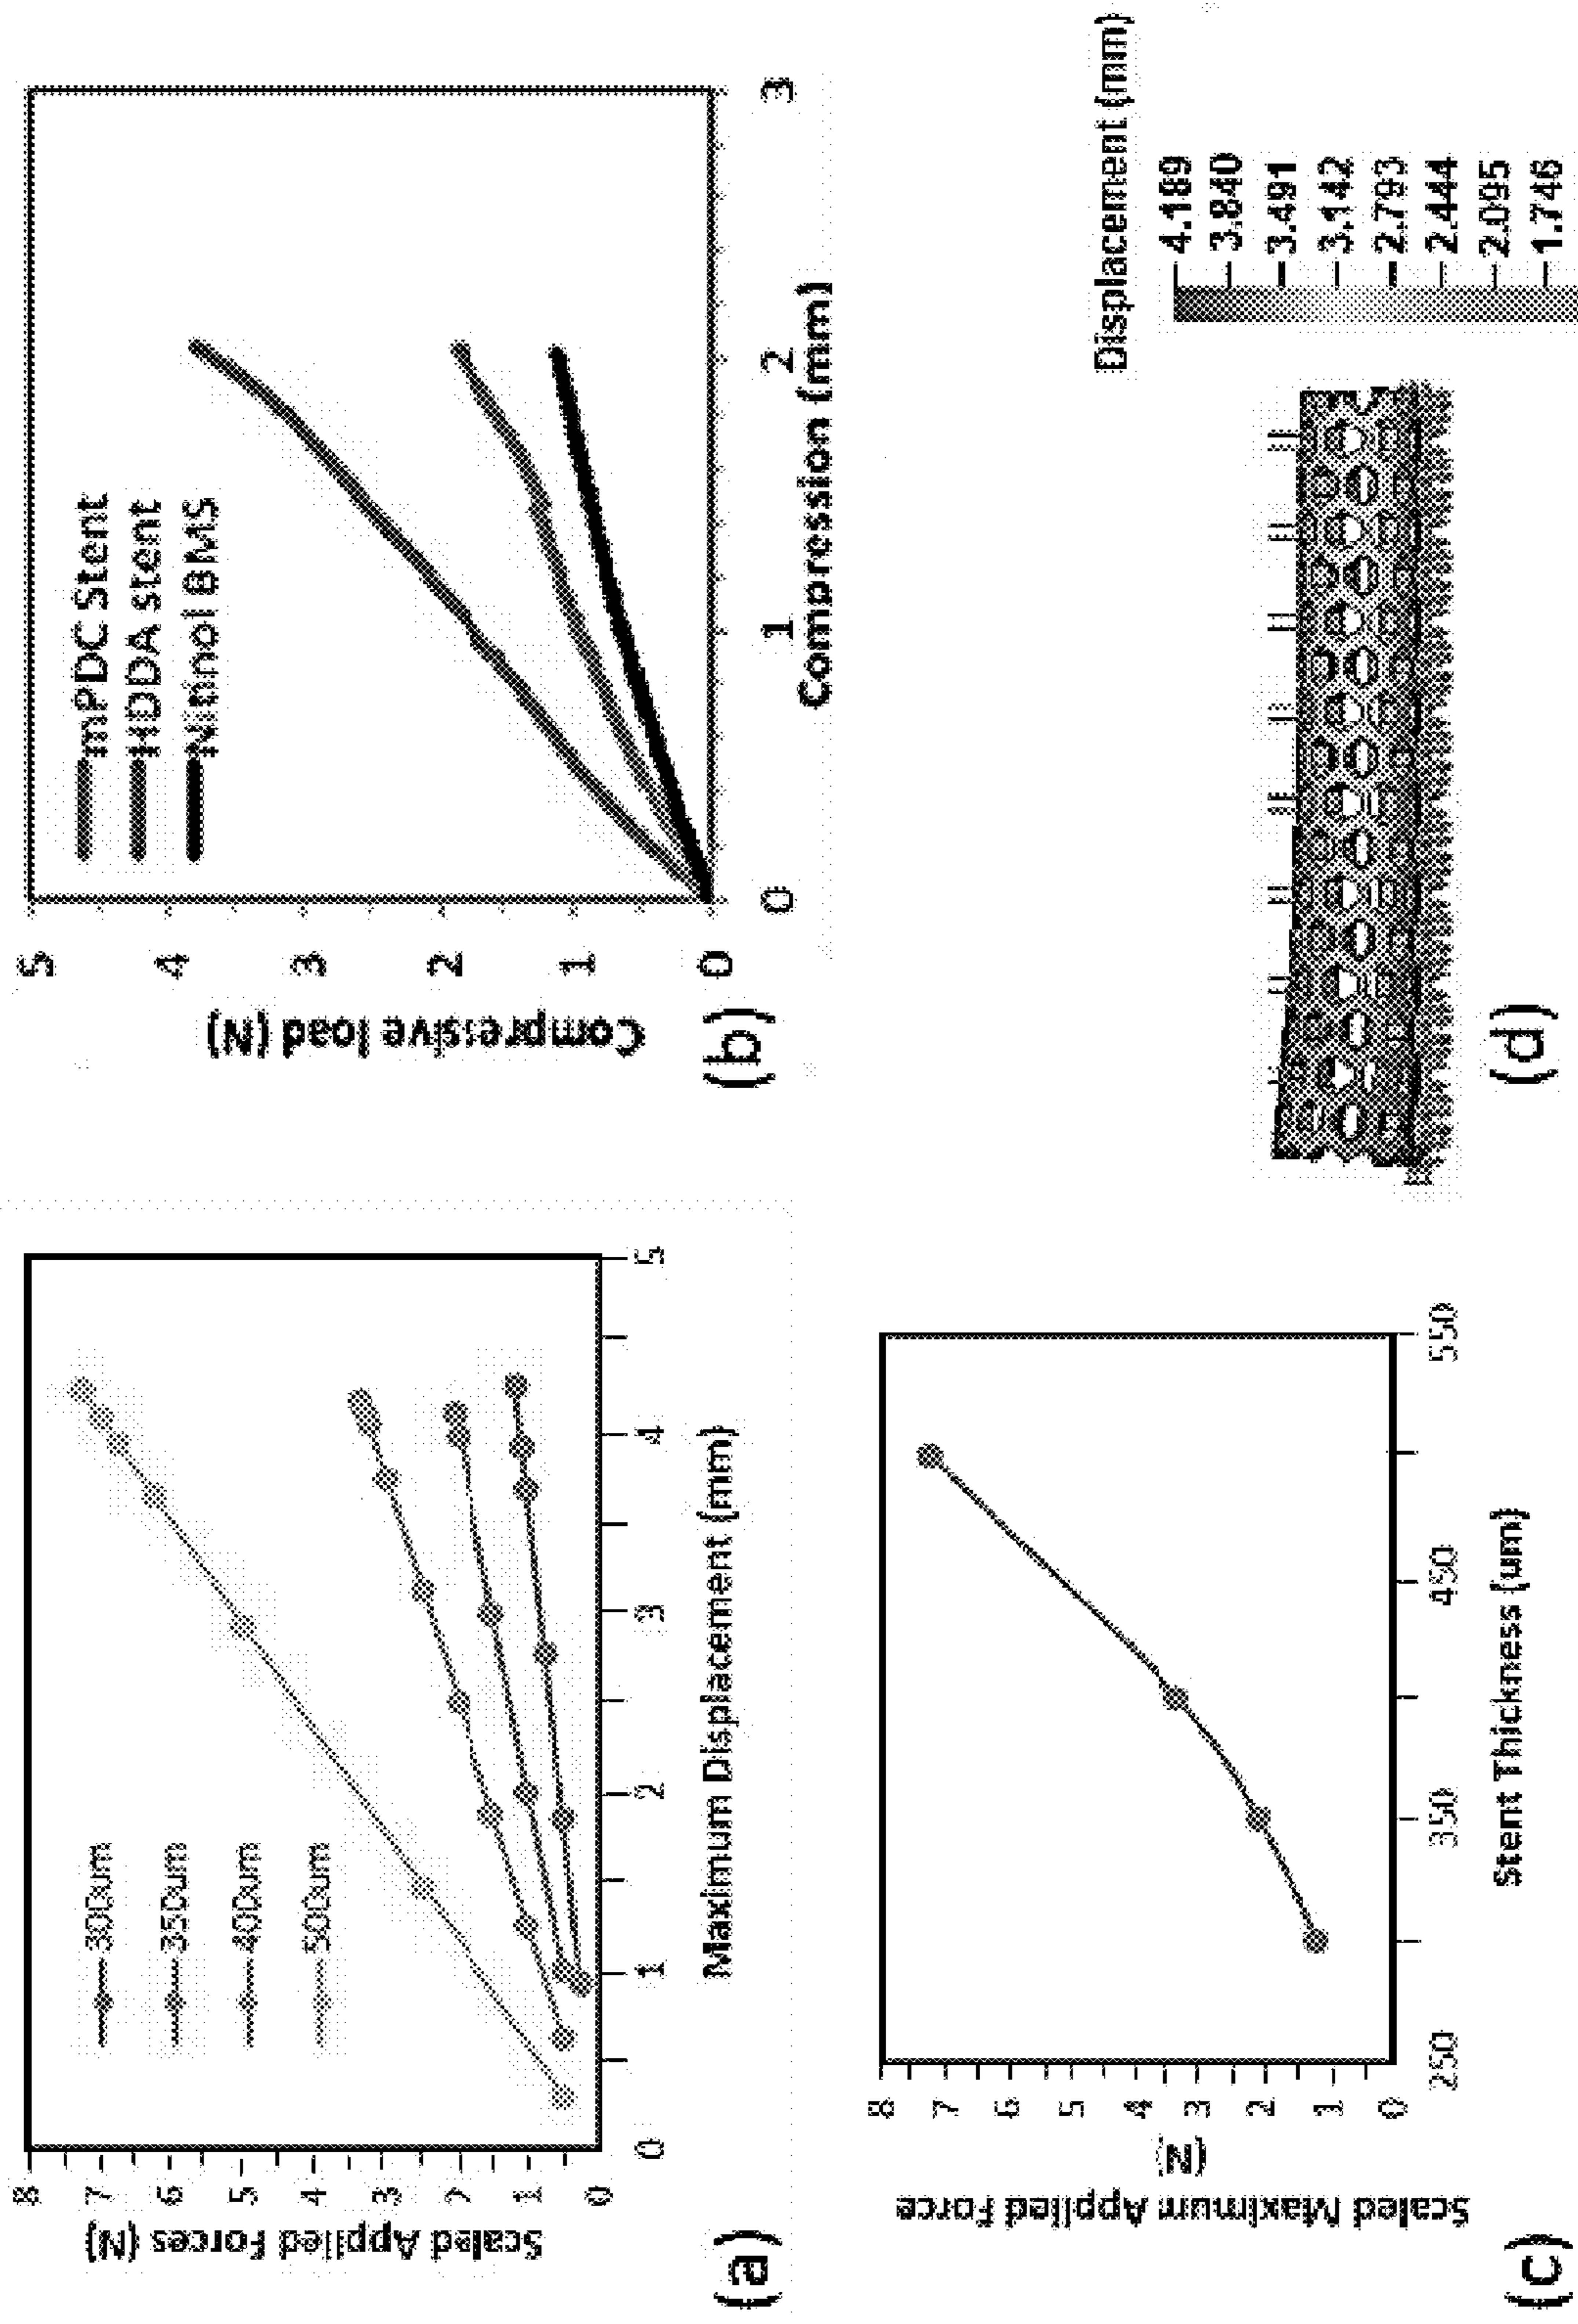 8
7
6
5
4
3
2
1
0
Scaled Applied Forces (N)
300um
350um
400um
500um
0
1
2
3
4
5
Maximum Displacement (mm)
(a)
5
4
3
2
1
0
Compressive load (N)
mPDC Stent
HDDA stent
Nitinol BMS
0
1
2
3
Compression (mm)
(b)
8
7
6
5
4
3
2
1
0
Scaled Maximum Applied Force
(N)
250
350
450
550
Stent Thickness (um)
(c)
Displacement (mm)
4.189
3.840
3.491
3.142
2.793
2.444
2.095
1.746
(d)